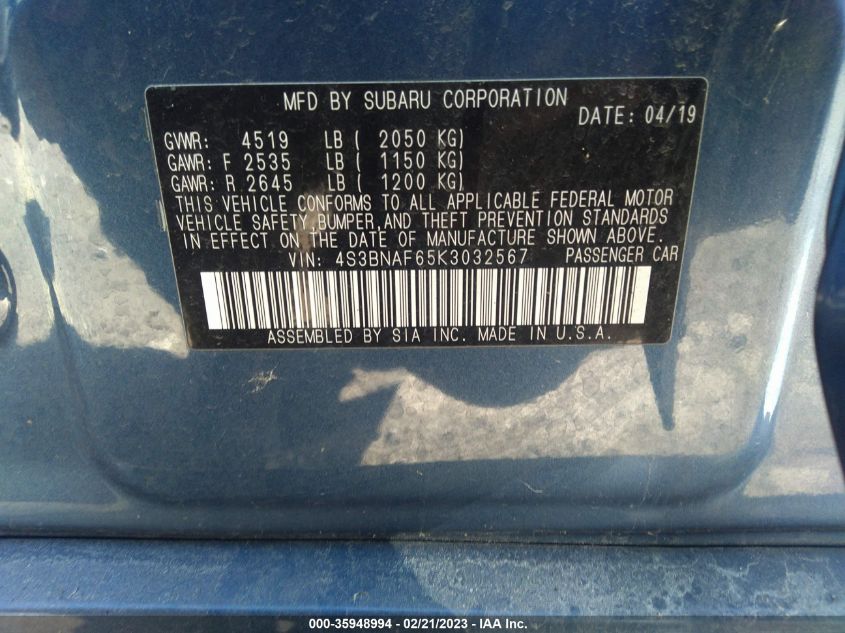 MFD BY SUBARU CORPORATION
DATE: 04/19
GVWR: 4519 LB ( 2050 KG)
GAWR: F 2535 LB ( 1150 KG)
GAWR: R 2645 LB ( 1200 KG)
THIS VEHICLE CONFORMS TO ALL APPLICABLE FEDERAL MOTOR
VEHICLE SAFETY,BUMPER,AND THEFT PREVENTION STANDARDS
IN EFFECT ON THE DATE OF MANUFACTURE SHOWN ABOVE.
VIN: 4S3BNAF65K3032567 PASSENGER CAR
ASSEMBLED BY SIA INC. MADE IN U.S.A.
000-35948994 // 02/21/2023 -- IAA Inc.